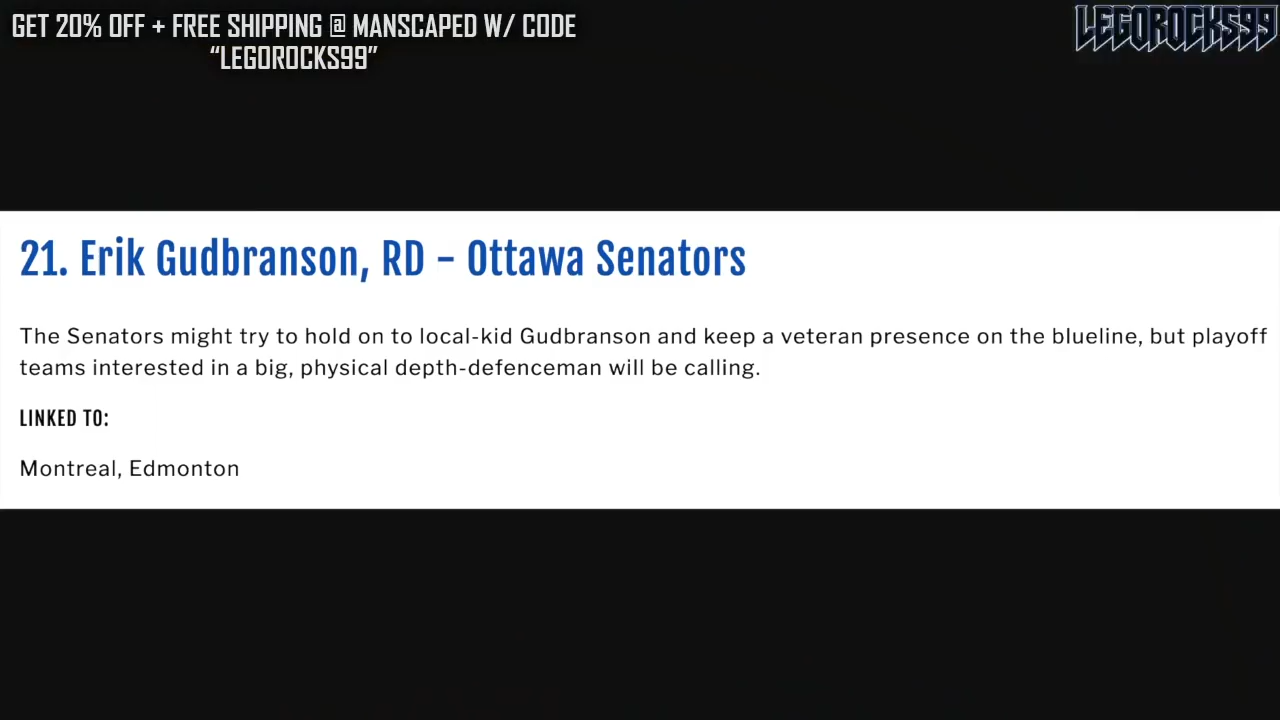 GET 20% OFF + FREE SHIPPING @ MANSCAPED W/ CODE
“LEGOROCKS99”
LEGOROCKS99
21. Erik Gudbranson, RD – Ottawa Senators
The Senators might try to hold on to local-kid Gudbranson and keep a veteran presence on the blueline, but playoff
teams interested in a big, physical depth-defenceman will be calling.
LINKED TO:
Montreal, Edmonton